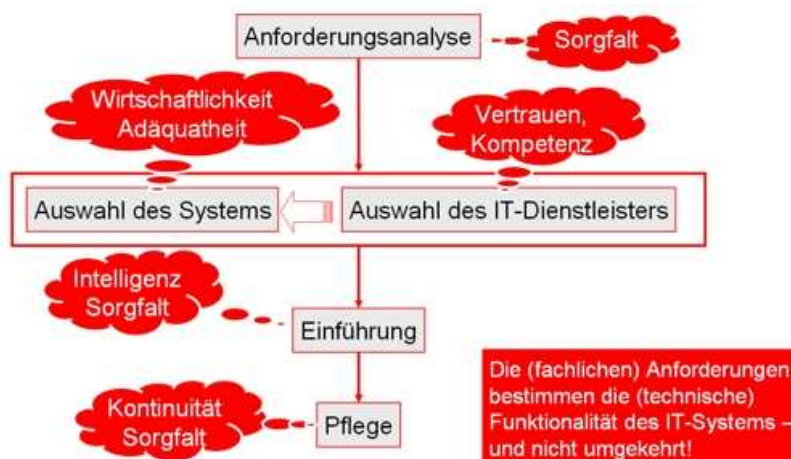 Anforderungsanalyse
Sorgfalt
Wirtschaftlichkeit
Adäquatheit
Vertrauen,
Kompetenz
Auswahl des Systems
Auswahl des IT-Dienstleisters
Intelligenz
Sorgfalt
Einführung
Kontinuität
Sorgfalt
Pflege
Die (fachlichen) Anforderungen
bestimmen die (technische)
Funktionalität des IT-Systems –
und nicht umgekehrt!